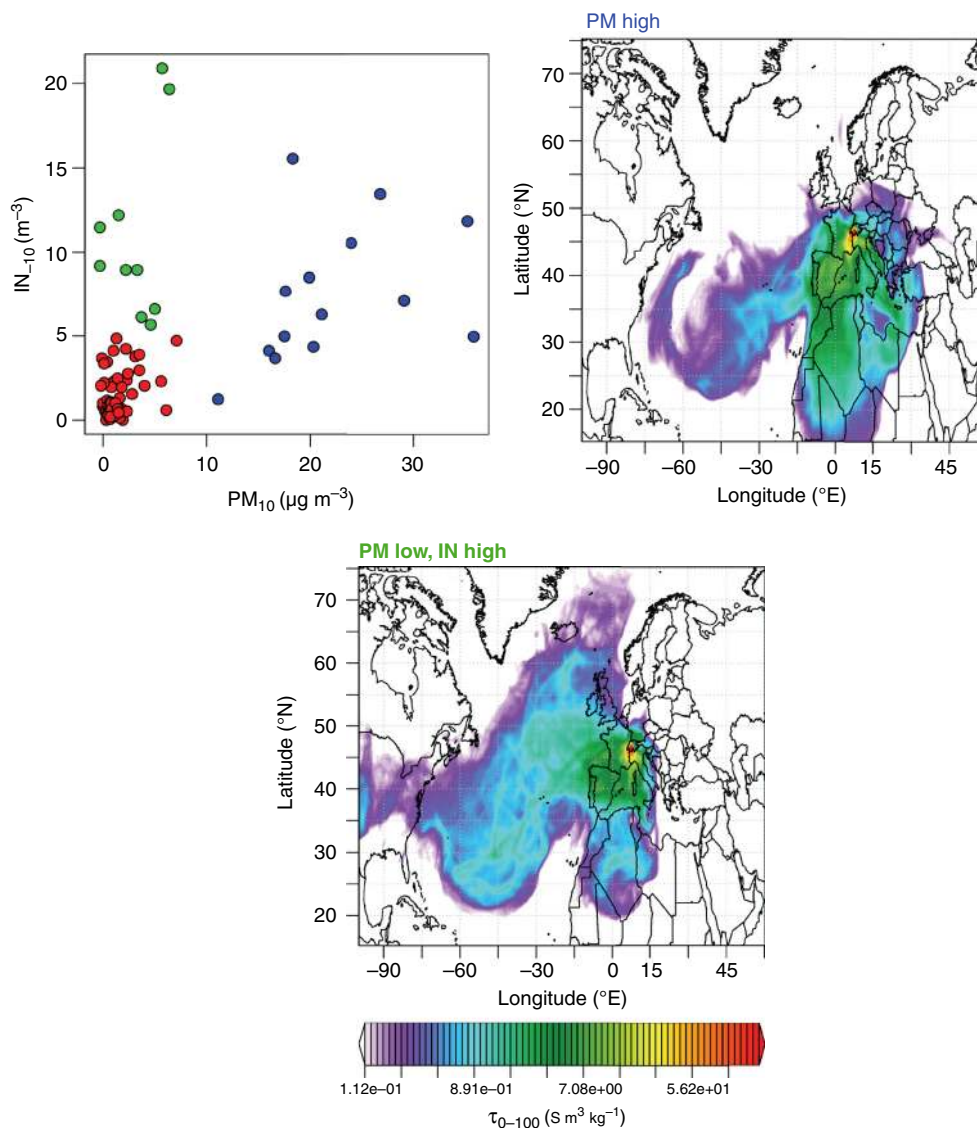 PM high
20
15
10
5
0
IN₋₁₀ (m⁻³)
0 10 20 30
PM₁₀ (µg m⁻³)
70
60
50
40
30
20
Latitude (°N)
−90 −60 −30 0 15 45
Longitude (°E)
PM low, IN high
70
60
50
40
30
20
Latitude (°N)
−90 −60 −30 0 15 45
Longitude (°E)
1.12e−01 8.91e−01 7.08e+00 5.62e+01
τ₀₋₁₀₀ (S m³ kg⁻¹)